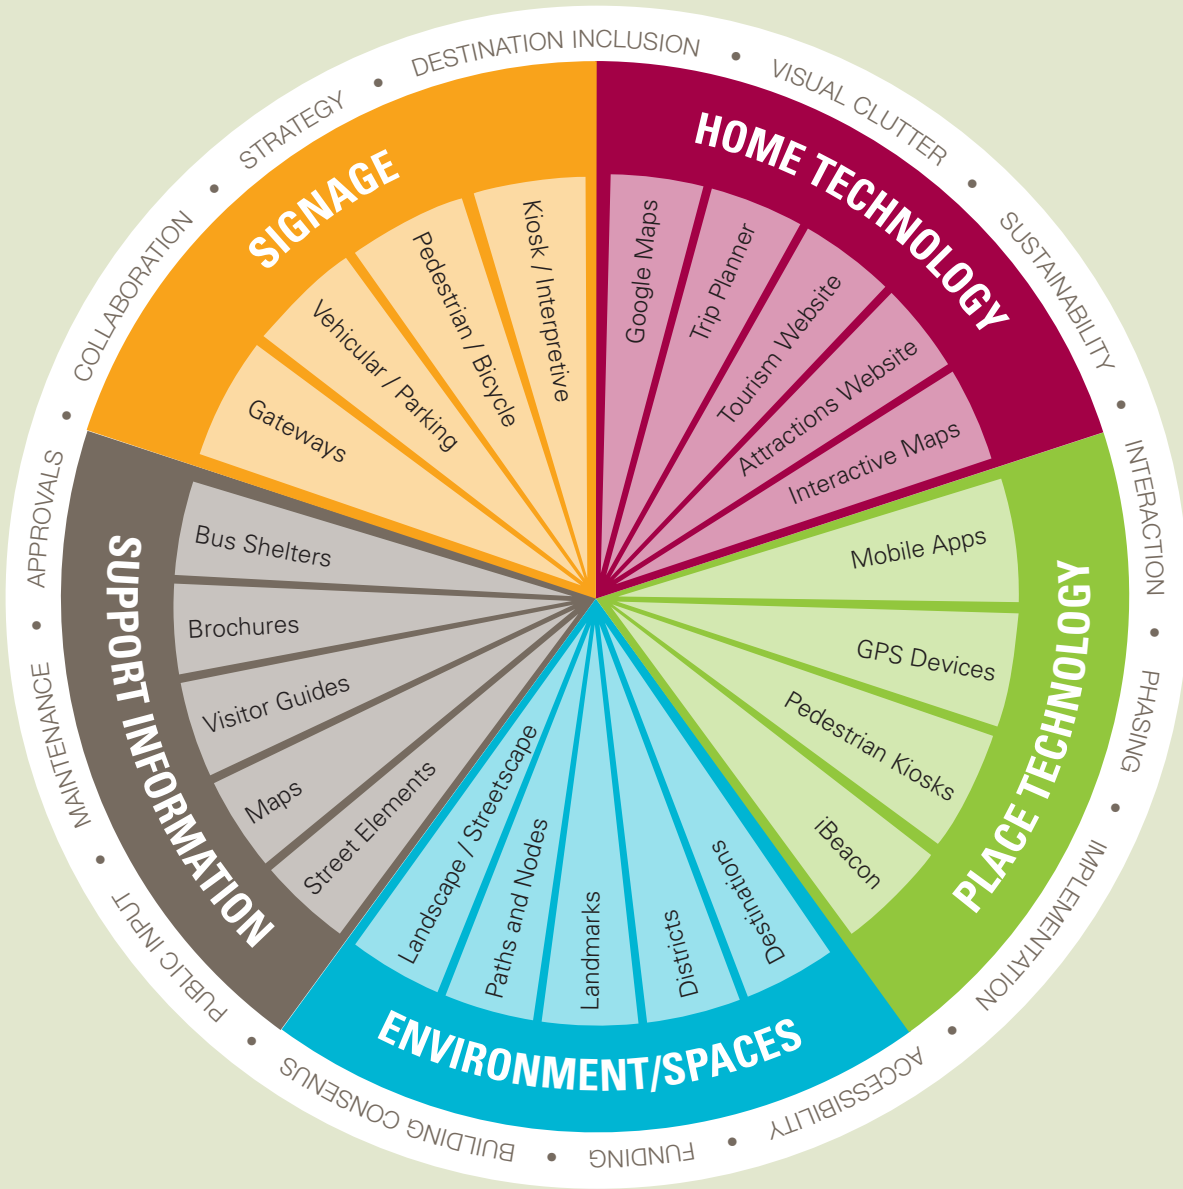 DESTINATION INCLUSION
•
VISUAL CLUTTER
•
SUSTAINABILITY
•
INTERACTION
•
PHASING
•
IMPLEMENTATION
•
ACCESSIBILITY
•
FUNDING
•
BUILDING CONSENUS
•
PUBLIC INPUT
•
MAINTENANCE
•
APPROVALS
•
COLLABORATION
•
STRATEGY
•
SIGNAGE
Gateways
Vehicular / Parking
Pedestrian / Bicycle
Kiosk / Interpretive
HOME TECHNOLOGY
Google Maps
Trip Planner
Tourism Website
Attractions Website
Interactive Maps
PLACE TECHNOLOGY
Mobile Apps
GPS Devices
Pedestrian Kiosks
iBeacon
ENVIRONMENT/SPACES
Landscape / Streetscape
Paths and Nodes
Landmarks
Districts
Destinations
SUPPORT INFORMATION
Bus Shelters
Brochures
Visitor Guides
Maps
Street Elements